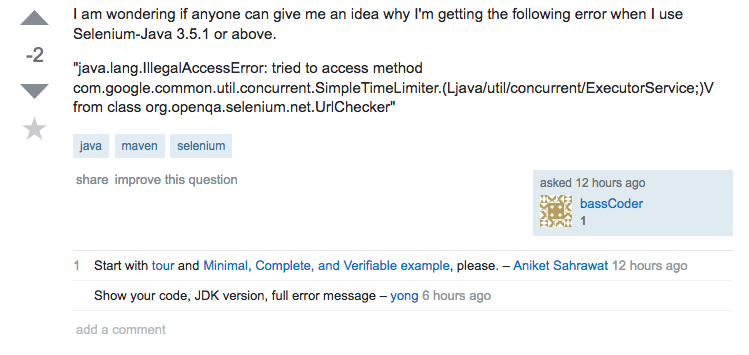 I am wondering if anyone can give me an idea why I'm getting the following error when I use
Selenium-Java 3.5.1 or above.
-2
"java.lang.IllegalAccessError: tried to access method
com.google.common.util.concurrent.SimpleTimeLimiter.(Ljava/util/concurrent/ExecutorService;)V
from class org.openqa.selenium.net.UrlChecker"
java maven selenium
share improve this question
asked 12 hours ago
bassCoder
1
1 Start with tour and Minimal, Complete, and Verifiable example, please. – Aniket Sahrawat 12 hours ago
Show your code, JDK version, full error message – yong 6 hours ago
add a comment